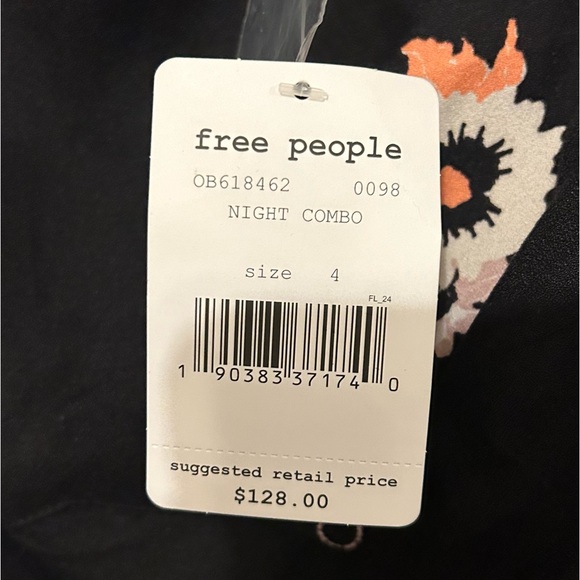 free people
OB618462 0098
NIGHT COMBO
size 4
FL_24
1 90383 37174 0
suggested retail price
$128.00